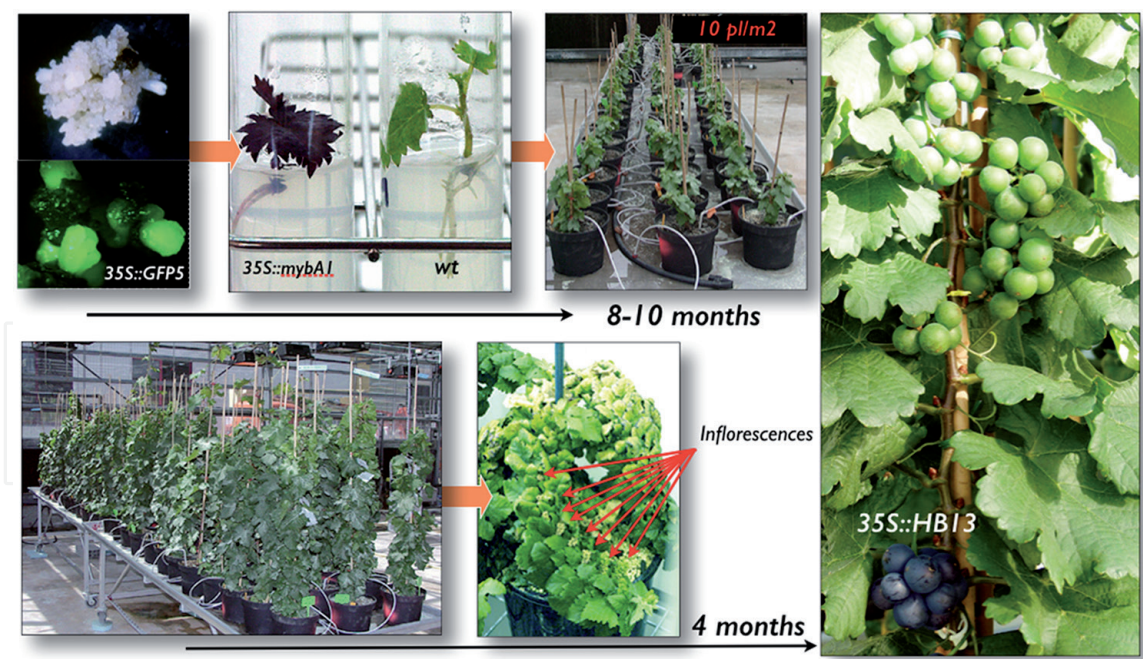 10 pl/m2
35S::GFP5
35S::mybA1
wt
8-10 months
Inflorescences
35S::HB13
4 months